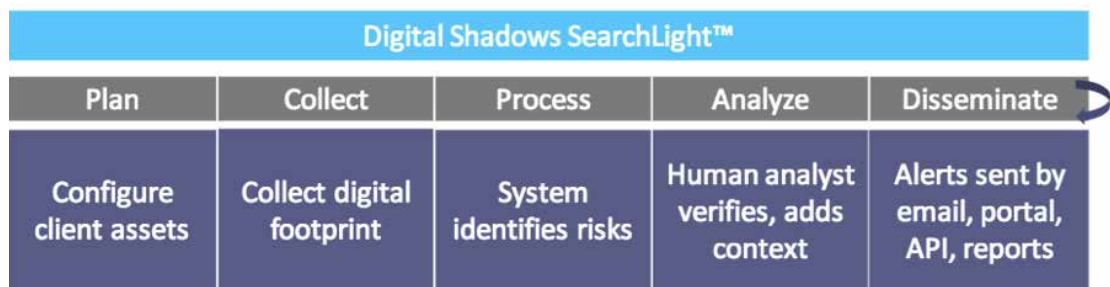 Digital Shadows SearchLight™
Plan
Collect
Process
Analyze
Disseminate
Configure
client assets
Collect digital
footprint
System
identifies risks
Human analyst
verifies, adds
context
Alerts sent by
email, portal,
API, reports